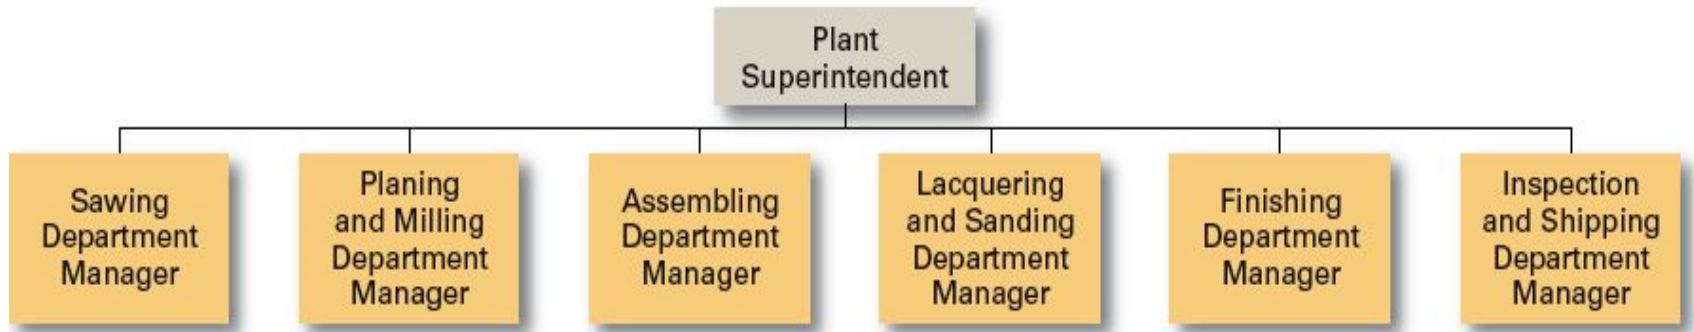 Plant
Superintendent
Sawing
Department
Manager
Planing
and Milling
Department
Manager
Assembling
Department
Manager
Lacquering
and Sanding
Department
Manager
Finishing
Department
Manager
Inspection
and Shipping
Department
Manager